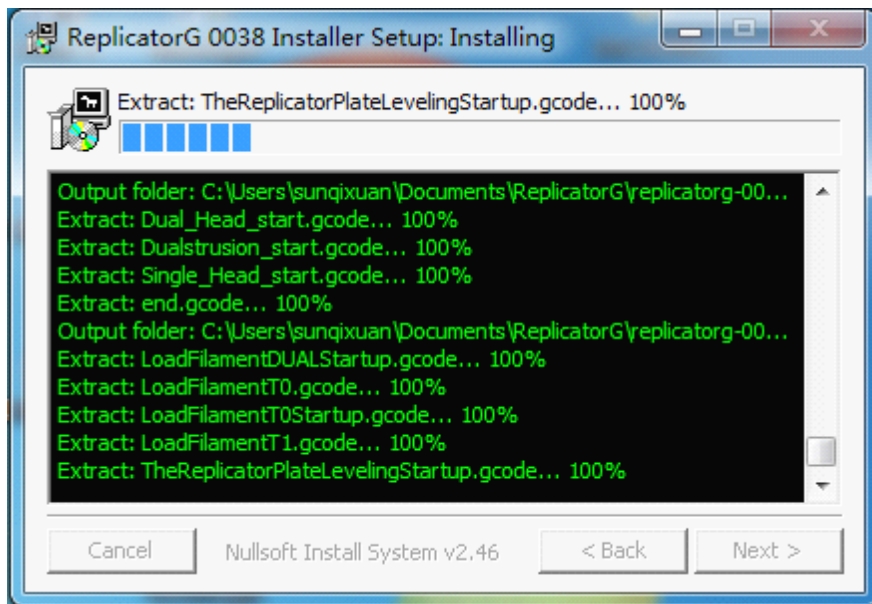 ReplicatorG 0038 Installer Setup: Installing
Extract: TheReplicatorPlateLevelingStartup.gcode... 100%
Output folder: C:\Users\sunqixuan\Documents\ReplicatorG\replicatorg-00...
Extract: Dual_Head_start.gcode... 100%
Extract: Dualstrusion_start.gcode... 100%
Extract: Single_Head_start.gcode... 100%
Extract: end.gcode... 100%
Output folder: C:\Users\sunqixuan\Documents\ReplicatorG\replicatorg-00...
Extract: LoadFilamentDUALStartup.gcode... 100%
Extract: LoadFilamentT0.gcode... 100%
Extract: LoadFilamentT0Startup.gcode... 100%
Extract: LoadFilamentT1.gcode... 100%
Extract: TheReplicatorPlateLevelingStartup.gcode... 100%
Cancel Nullsoft Install System v2.46 < Back Next >